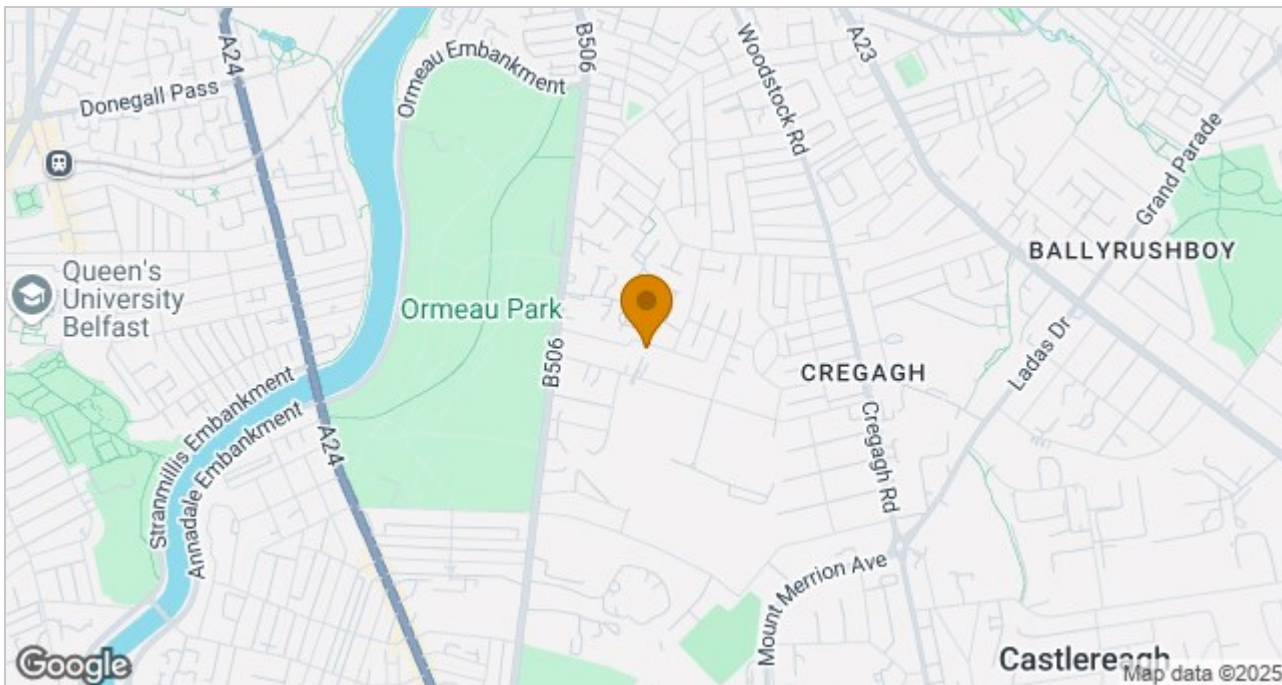 A24
B506
Ormeau Embankment
Woodstock Rd
A23
Donegall Pass
Grand Parade
BALLYRUSHBOY
Queen's
University
Belfast
Ormeau Park
B506
Ladas Dr
CREGAGH
Stranmillis Embankment
Annadale Embankment
A24
Cregagh Rd
Mount Merrion Ave
Castlereagh
Google
Map data ©2025